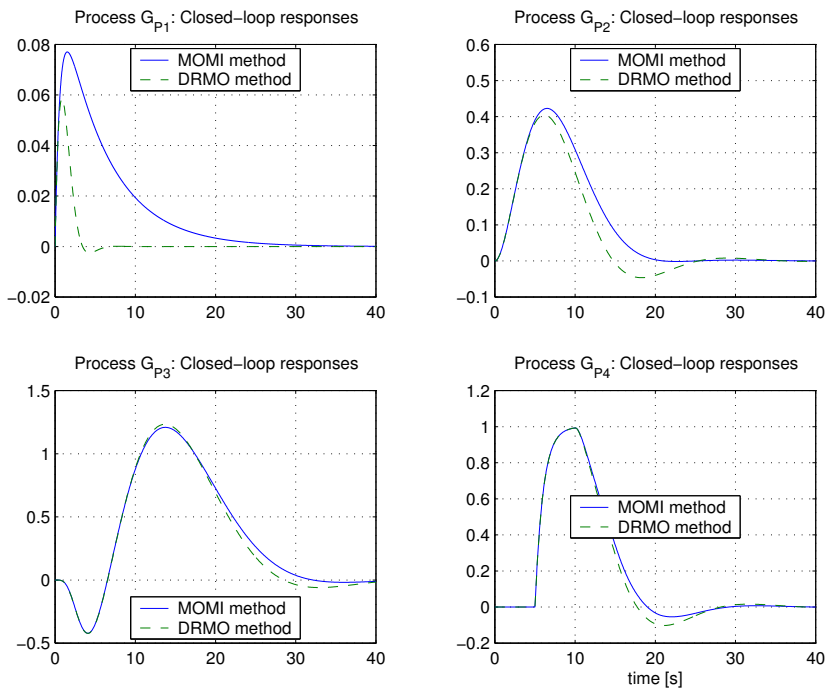 Process G_P1: Closed−loop responses
0.08
0.06
0.04
0.02
0
−0.02
0 10 20 30 40
MOMI method
DRMO method
Process G_P2: Closed−loop responses
0.6
0.5
0.4
0.3
0.2
0.1
0
−0.1
0 10 20 30 40
MOMI method
DRMO method
Process G_P3: Closed−loop responses
1.5
1
0.5
0
−0.5
0 10 20 30 40
MOMI method
DRMO method
Process G_P4: Closed−loop responses
1.2
1
0.8
0.6
0.4
0.2
0
−0.2
0 10 20 30 40
MOMI method
DRMO method
time [s]